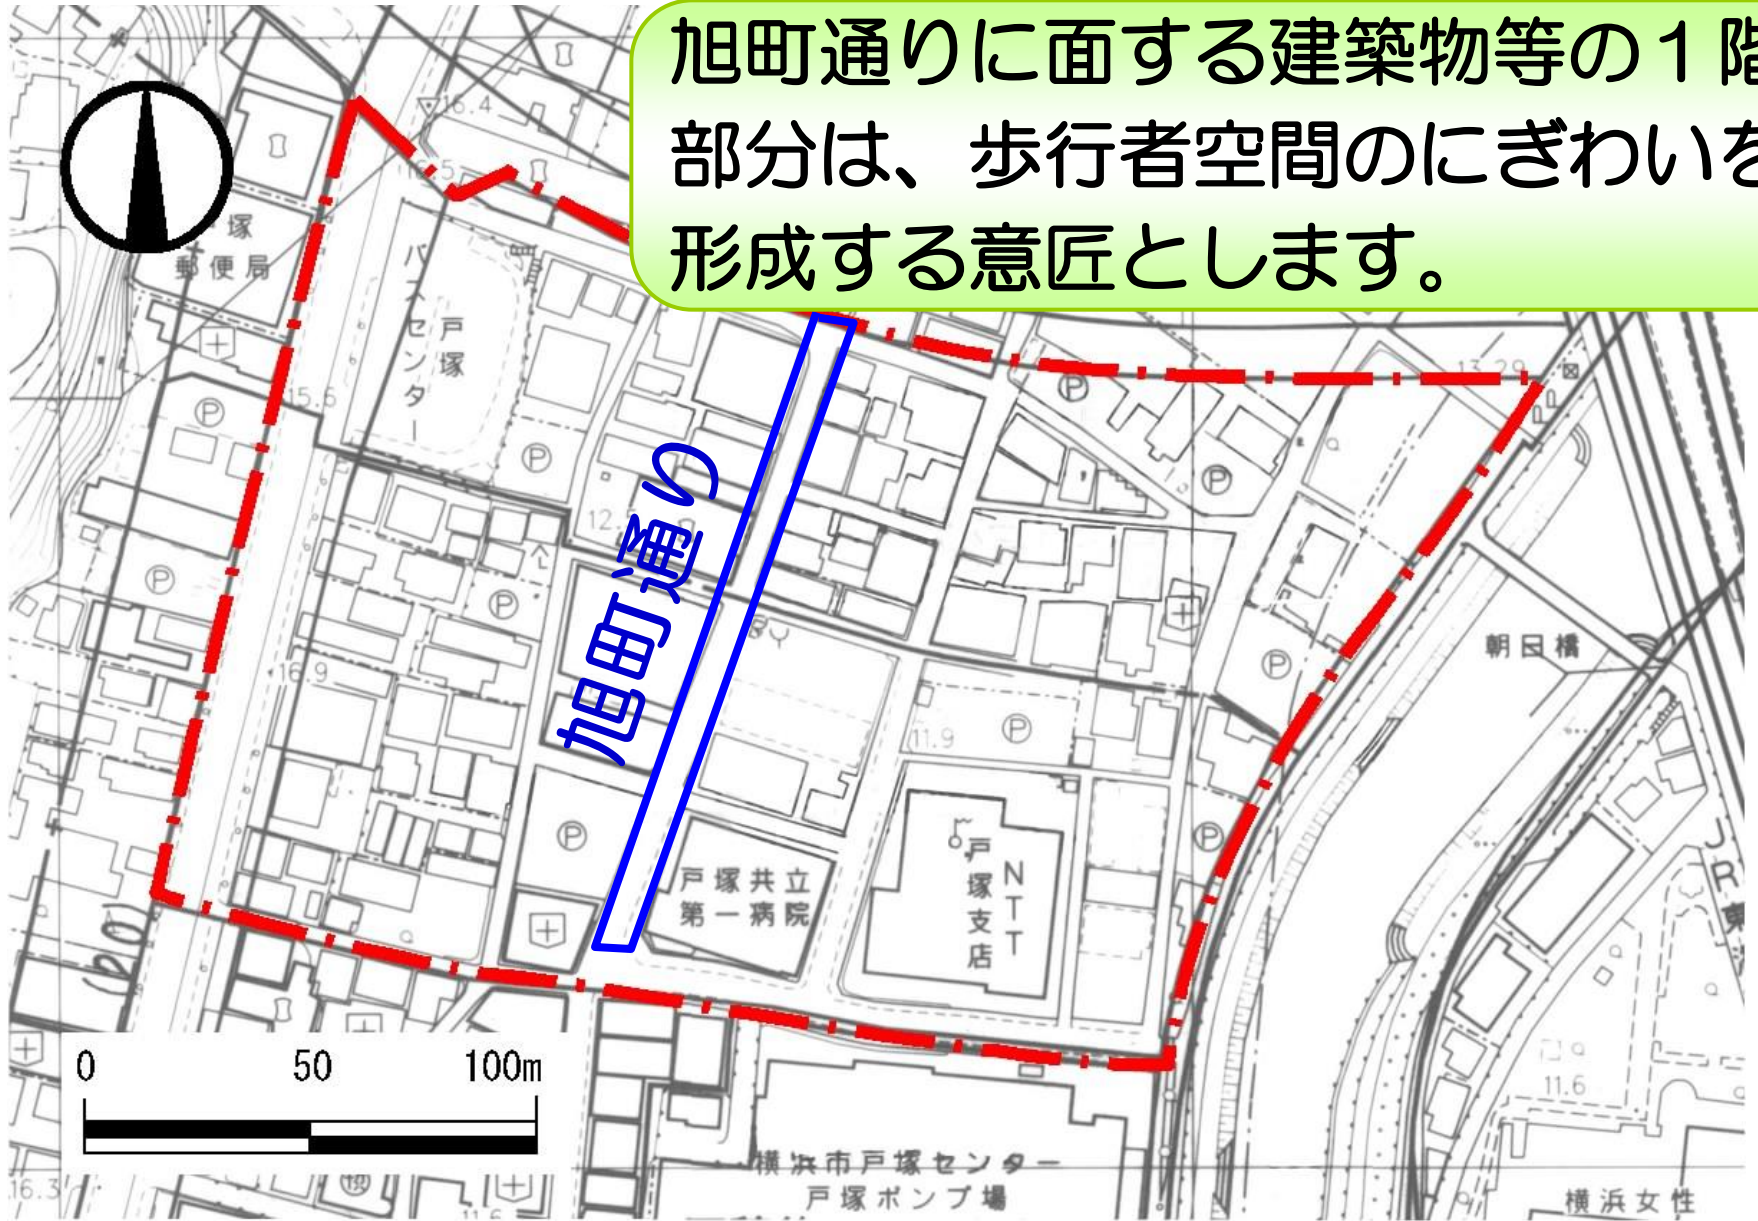 旭町通りに面する建築物等の１階
部分は、歩行者空間のにぎわいを
形成する意匠とします。
16.4
塚
郵便局
バスセンター
戸塚
15.6
13.29
旭町通り
朝日橋
16.9
11.9
戸塚共立
第一病院
NTT
戸塚支店
JR東
0 50 100m
11.6
横浜市戸塚センター
戸塚ポンプ場
横浜女性
16.3
11.6
P
P
P
P
P
P
P
P
P
P